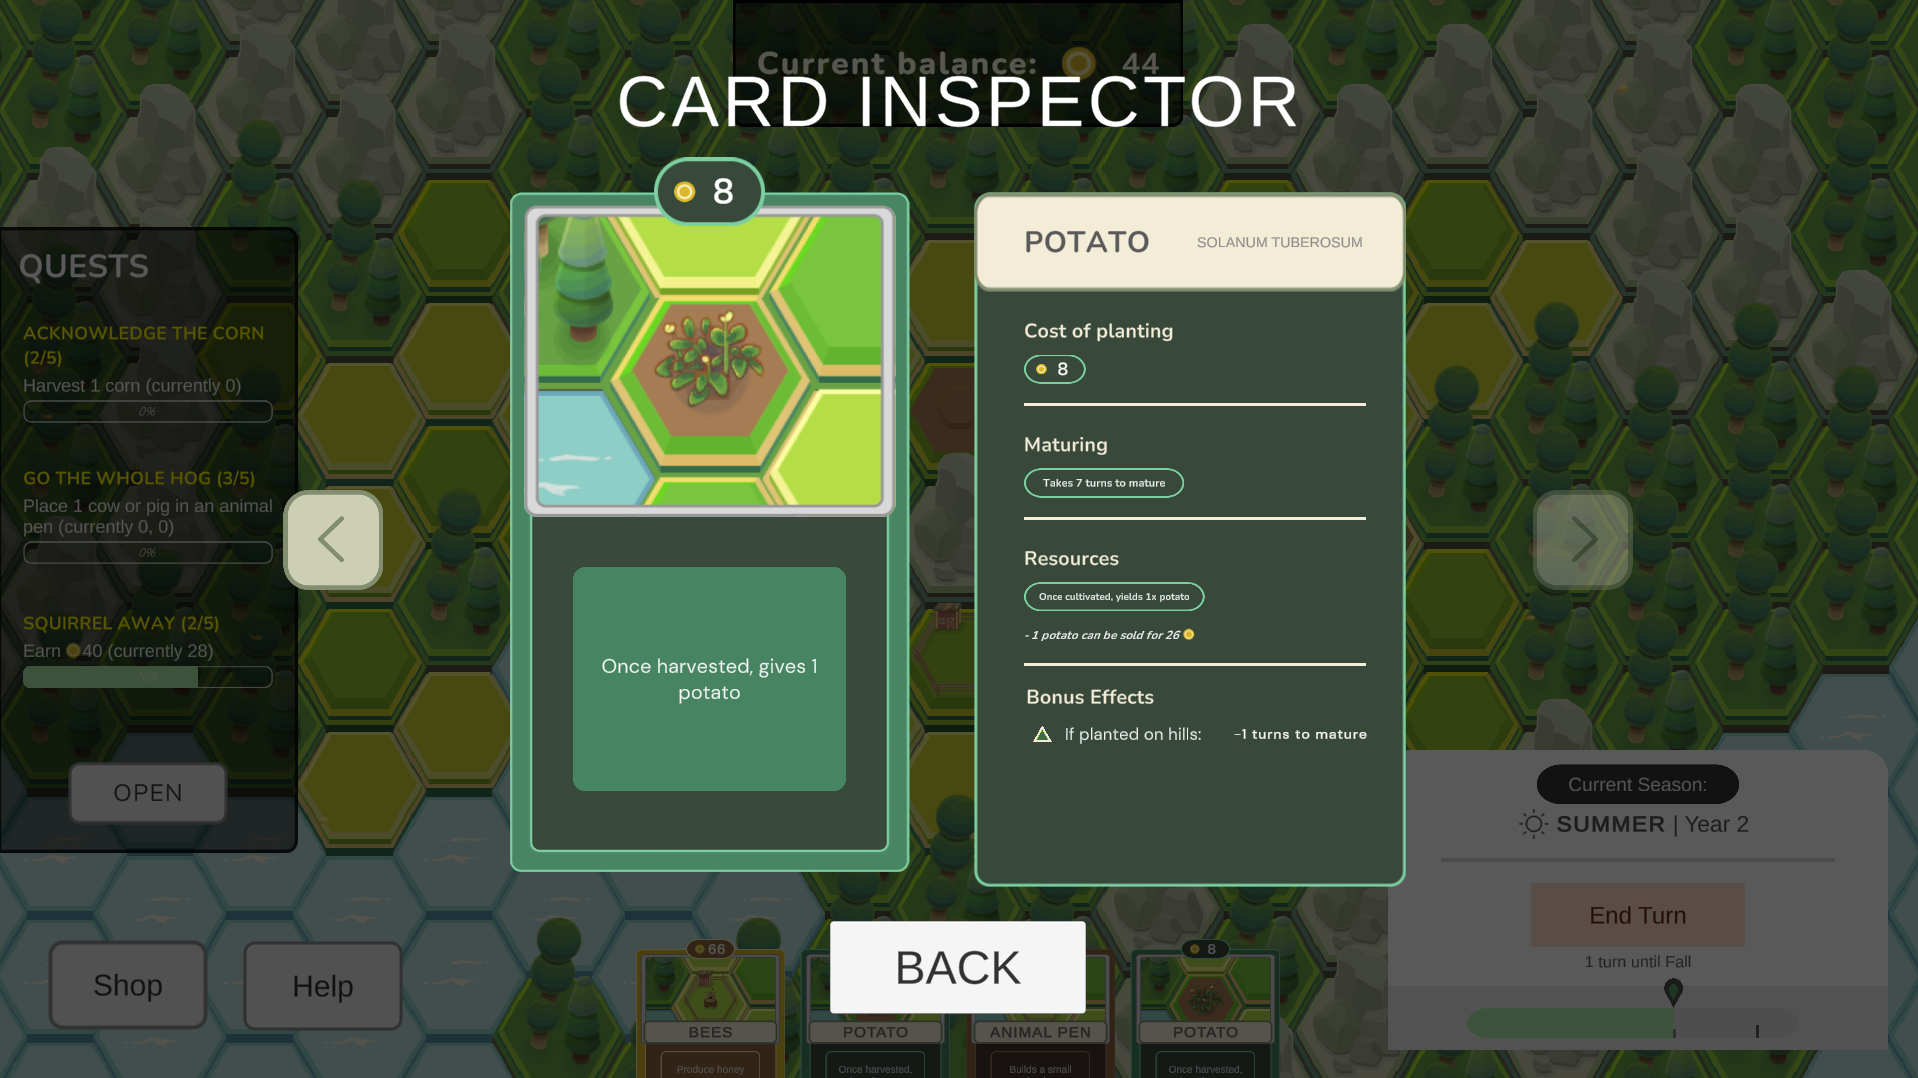 Current balance: 44
CARD INSPECTOR
8
QUESTS
ACKNOWLEDGE THE CORN
(2/5)
Harvest 1 corn (currently 0)
0%
GO THE WHOLE HOG (3/5)
Place 1 cow or pig in an animal
pen (currently 0, 0)
0%
SQUIRREL AWAY (2/5)
Earn 40 (currently 28)
70%
OPEN
Once harvested, gives 1
potato
POTATO SOLANUM TUBEROSUM
Cost of planting
8
Maturing
Takes 7 turns to mature
Resources
Once cultivated, yields 1x potato
- 1 potato can be sold for 26
Bonus Effects
If planted on hills: -1 turns to mature
Current Season:
SUMMER | Year 2
End Turn
1 turn until Fall
Shop
Help
BACK
66
BEES
Produce honey
POTATO
Once harvested,
ANIMAL PEN
Builds a small
8
POTATO
Once harvested,